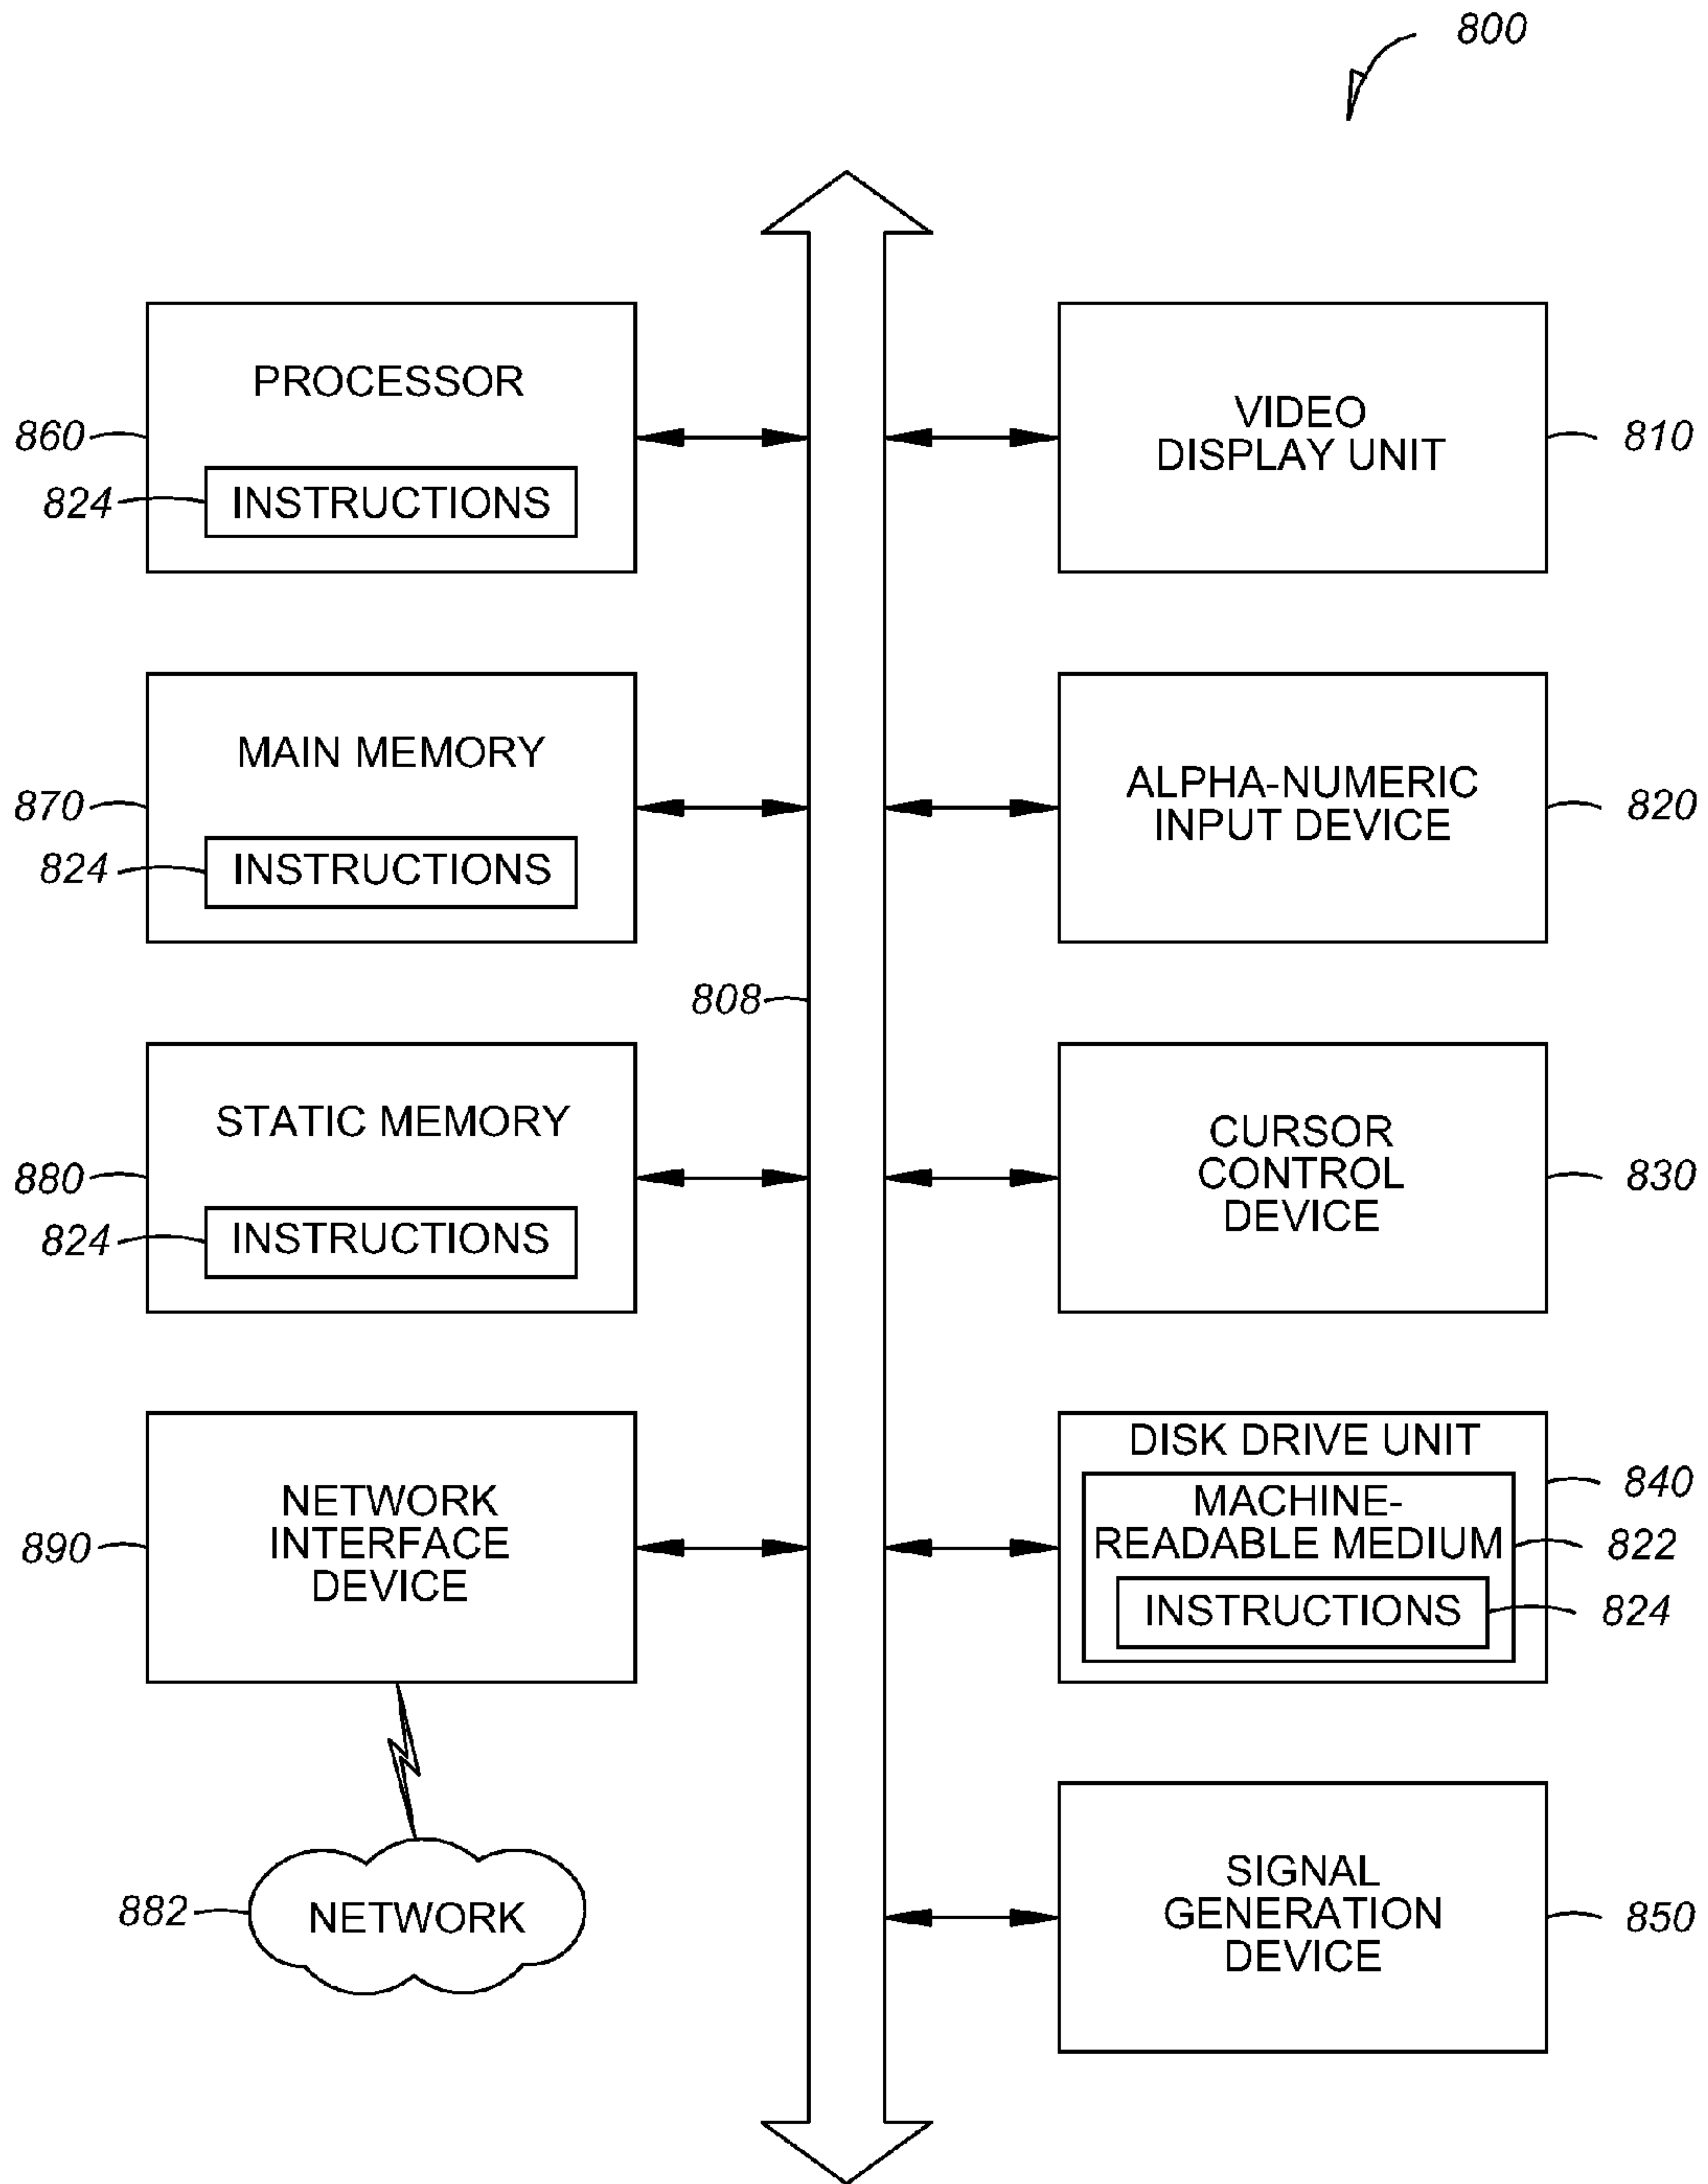 800
PROCESSOR
860
824
INSTRUCTIONS
VIDEO
DISPLAY UNIT
810
MAIN MEMORY
870
824
INSTRUCTIONS
ALPHA-NUMERIC
INPUT DEVICE
820
808
STATIC MEMORY
880
824
INSTRUCTIONS
CURSOR
CONTROL
DEVICE
830
NETWORK
INTERFACE
DEVICE
890
DISK DRIVE UNIT
840
MACHINE-
READABLE MEDIUM
822
INSTRUCTIONS
824
882
NETWORK
SIGNAL
GENERATION
DEVICE
850